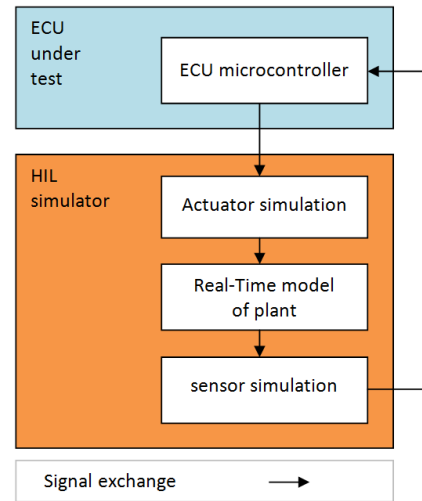 ECU
under
test
ECU microcontroller
HIL
simulator
Actuator simulation
Real-Time model
of plant
sensor simulation
Signal exchange